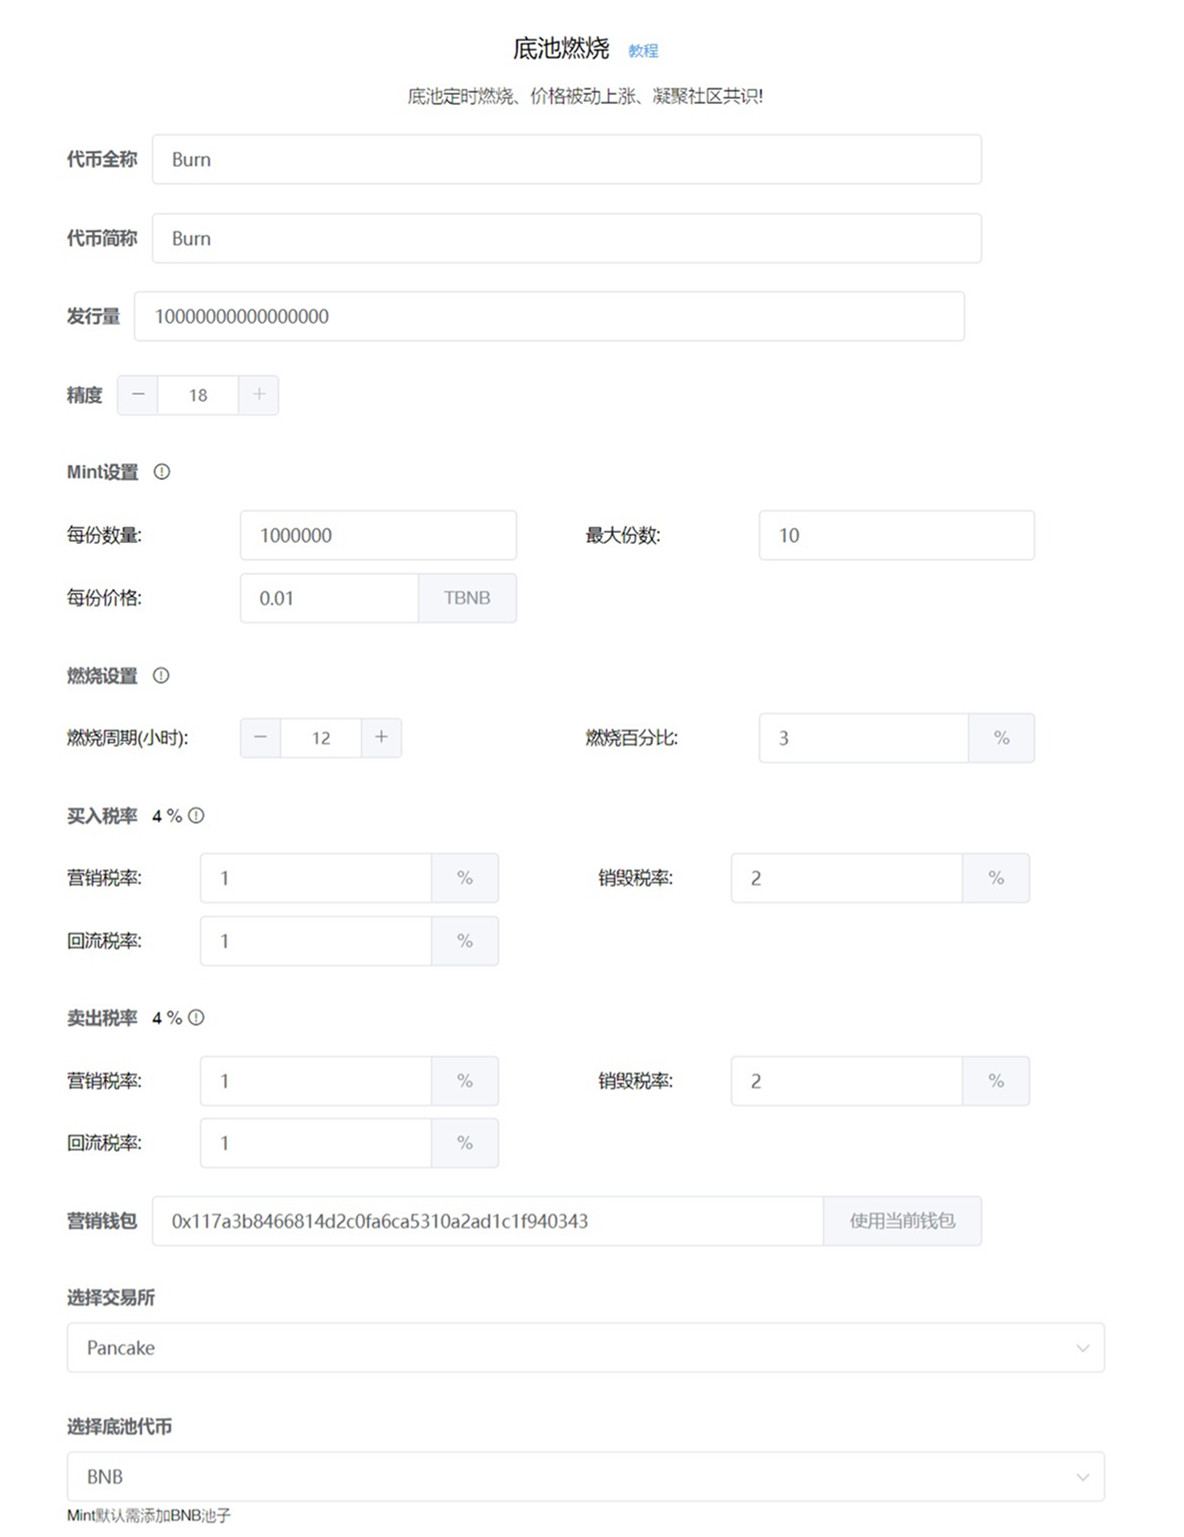 底池燃烧 教程
底池定时燃烧、价格被动上涨、凝聚社区共识!
代币全称 Burn
代币简称 Burn
发行量 10000000000000000
精度 − 18 +
Mint设置
每份数量: 1000000 最大份数: 10
每份价格: 0.01 TBNB
燃烧设置
燃烧周期(小时): − 12 + 燃烧百分比: 3 %
买入税率 4 %
营销税率: 1 % 销毁税率: 2 %
回流税率: 1 %
卖出税率 4 %
营销税率: 1 % 销毁税率: 2 %
回流税率: 1 %
营销钱包 0x117a3b8466814d2c0fa6ca5310a2ad1c1f940343 使用当前钱包
选择交易所
Pancake
选择底池代币
BNB
Mint默认需添加BNB池子